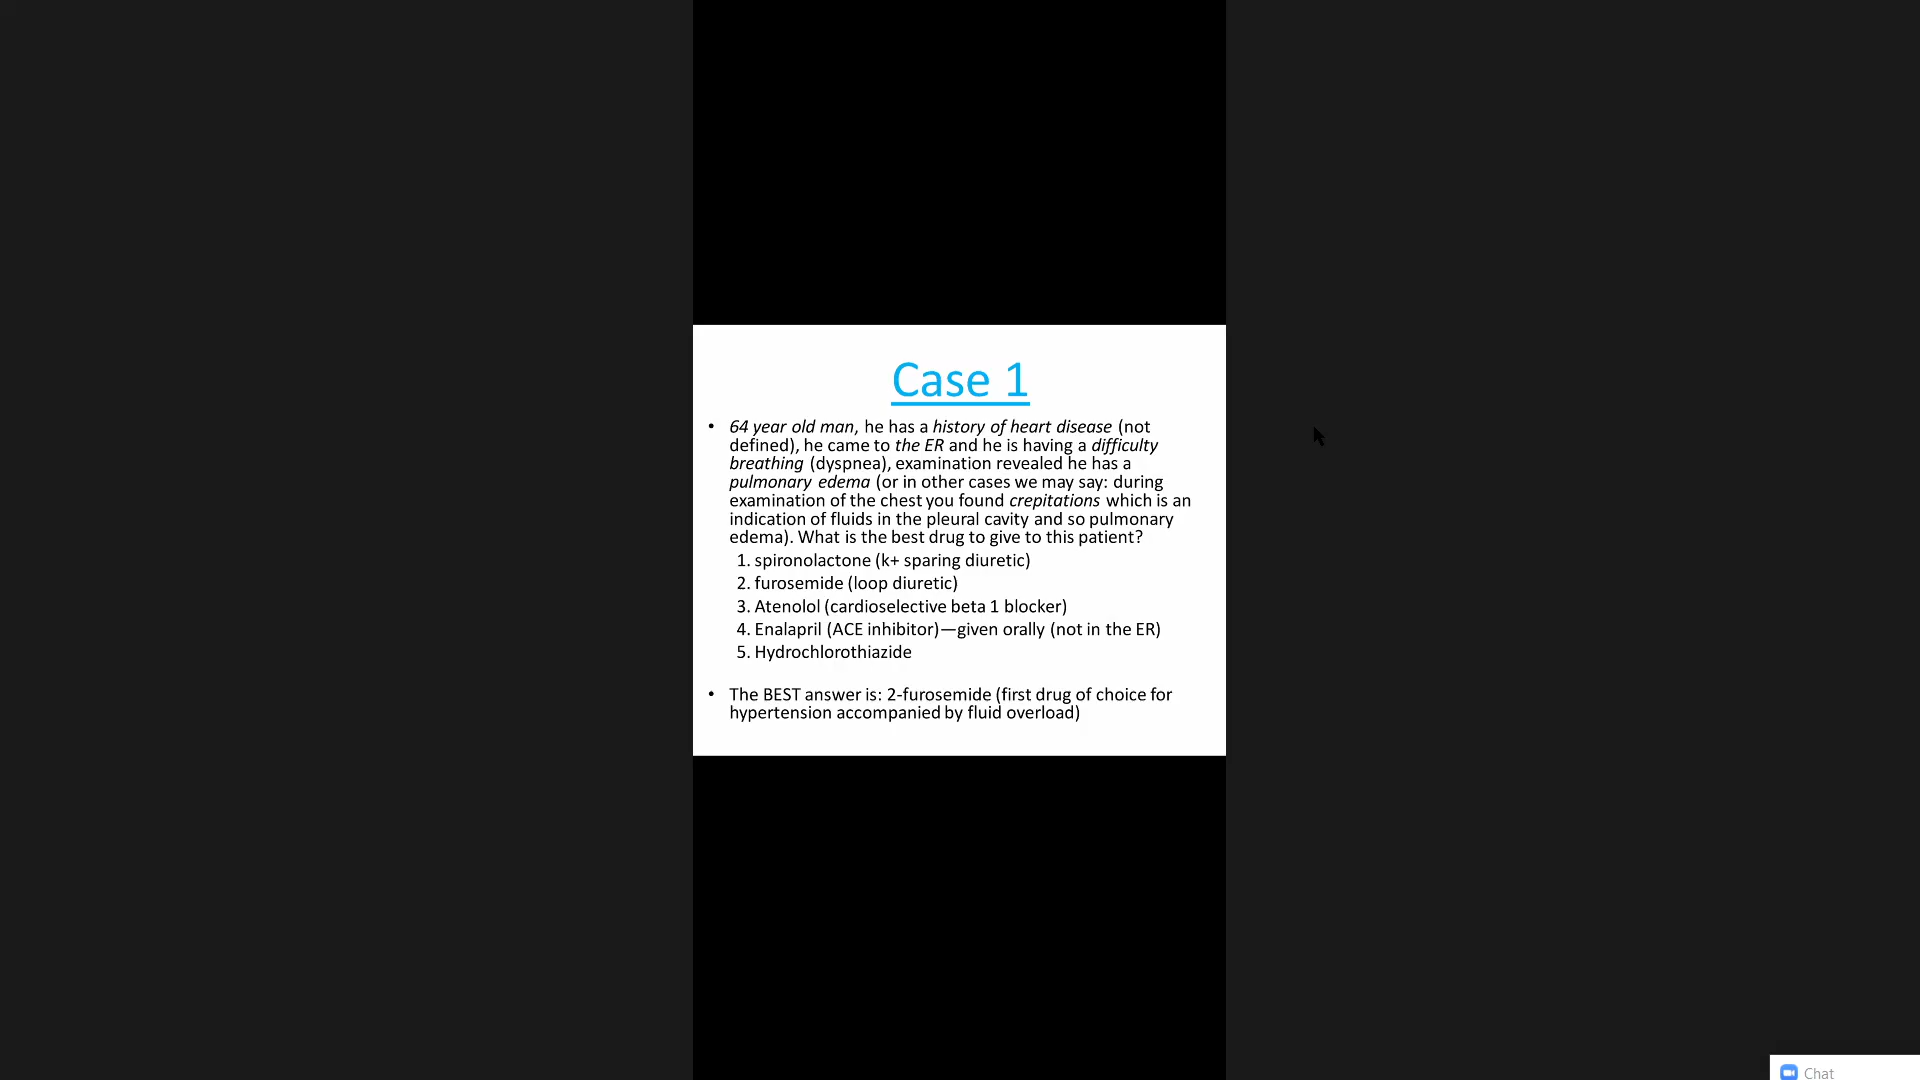 Case 1
• 64 year old man, he has a history of heart disease (not
defined), he came to the ER and he is having a difficulty
breathing (dyspnea), examination revealed he has a
pulmonary edema (or in other cases we may say: during
examination of the chest you found crepitations which is an
indication of fluids in the pleural cavity and so pulmonary
edema). What is the best drug to give to this patient?
1. spironolactone (k+ sparing diuretic)
2. furosemide (loop diuretic)
3. Atenolol (cardioselective beta 1 blocker)
4. Enalapril (ACE inhibitor)—given orally (not in the ER)
5. Hydrochlorothiazide
• The BEST answer is: 2-furosemide (first drug of choice for
hypertension accompanied by fluid overload)
Chat